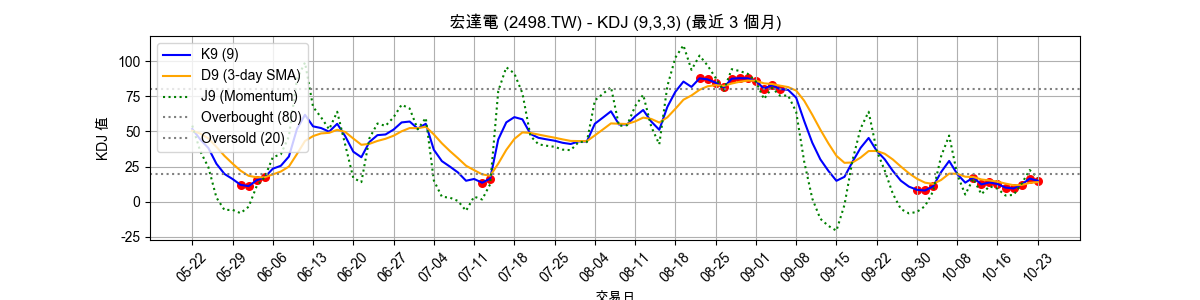 宏達電 (2498.TW) - KDJ (9,3,3) (最近 3 個月)
K9 (9)
D9 (3-day SMA)
J9 (Momentum)
Overbought (80)
Oversold (20)
KDJ 值
100
75
50
25
0
-25
05-22 05-29 06-06 06-13 06-20 06-27 07-04 07-11 07-18 07-25 08-04 08-11 08-18 08-25 09-01 09-08 09-15 09-22 09-30 10-08 10-16 10-23
交易日